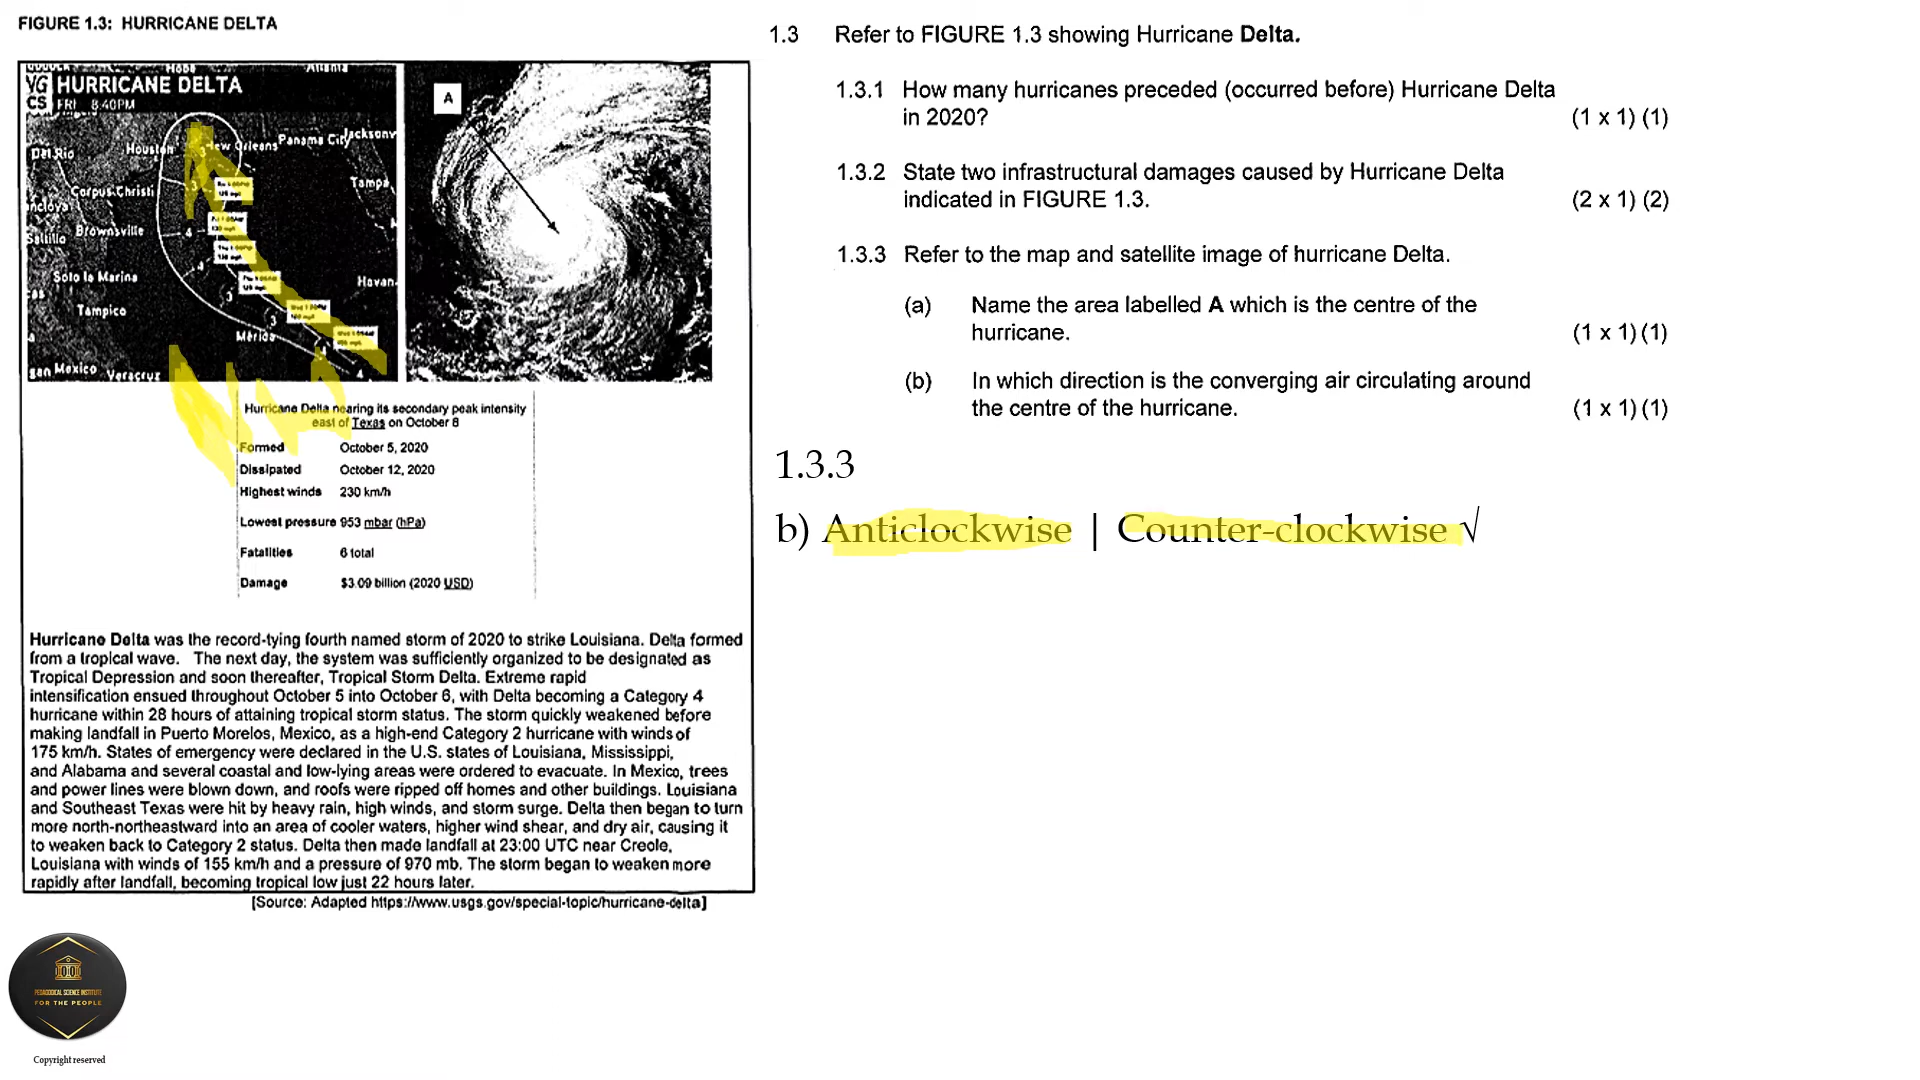 FIGURE 1.3: HURRICANE DELTA
VG
CS
HURRICANE DELTA
FRI 8:40PM
Atlanta
Del Rio
Houston
New Orleans
Panama City
Jacksonv
Corpus Christi
Tampa
Brownsville
Saltillo
Soto la Marina
Havan
Tampico
Mérida
Veracruz
A
Hurricane Delta nearing its secondary peak intensity
east of Texas on October 8
Formed October 5, 2020
Dissipated October 12, 2020
Highest winds 230 km/h
Lowest pressure 953 mbar (hPa)
Fatalities 6 total
Damage $3.09 billion (2020 USD)
Hurricane Delta was the record-tying fourth named storm of 2020 to strike Louisiana. Delta formed
from a tropical wave. The next day, the system was sufficiently organized to be designated as
Tropical Depression and soon thereafter, Tropical Storm Delta. Extreme rapid
intensification ensued throughout October 5 into October 6, with Delta becoming a Category 4
hurricane within 28 hours of attaining tropical storm status. The storm quickly weakened before
making landfall in Puerto Morelos, Mexico, as a high-end Category 2 hurricane with winds of
175 km/h. States of emergency were declared in the U.S. states of Louisiana, Mississippi,
and Alabama and several coastal and low-lying areas were ordered to evacuate. In Mexico, trees
and power lines were blown down, and roofs were ripped off homes and other buildings. Louisiana
and Southeast Texas were hit by heavy rain, high winds, and storm surge. Delta then began to turn
more north-northeastward into an area of cooler waters, higher wind shear, and dry air, causing it
to weaken back to Category 2 status. Delta then made landfall at 23:00 UTC near Creole,
Louisiana with winds of 155 km/h and a pressure of 970 mb. The storm began to weaken more
rapidly after landfall, becoming tropical low just 22 hours later.
[Source: Adapted https://www.usgs.gov/special-topic/hurricane-delta]
PEDAGOGICAL SCIENCE INSTITUTE
FOR THE PEOPLE
Copyright reserved
1.3 Refer to FIGURE 1.3 showing Hurricane Delta.
1.3.1 How many hurricanes preceded (occurred before) Hurricane Delta
in 2020? (1 x 1) (1)
1.3.2 State two infrastructural damages caused by Hurricane Delta
indicated in FIGURE 1.3. (2 x 1) (2)
1.3.3 Refer to the map and satellite image of hurricane Delta.
(a) Name the area labelled A which is the centre of the
hurricane. (1 x 1) (1)
(b) In which direction is the converging air circulating around
the centre of the hurricane. (1 x 1) (1)
1.3.3
b) Anticlockwise | Counter-clockwise √